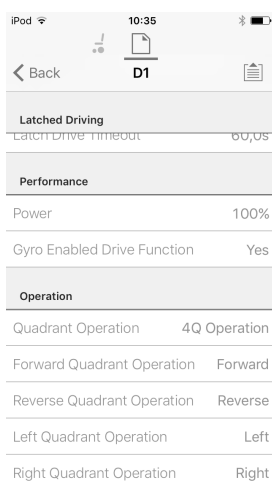 iPod 10:35
Back D1
Latched Driving
Latch Drive Timeout 60,0s
Performance
Power 100%
Gyro Enabled Drive Function Yes
Operation
Quadrant Operation 4Q Operation
Forward Quadrant Operation Forward
Reverse Quadrant Operation Reverse
Left Quadrant Operation Left
Right Quadrant Operation Right